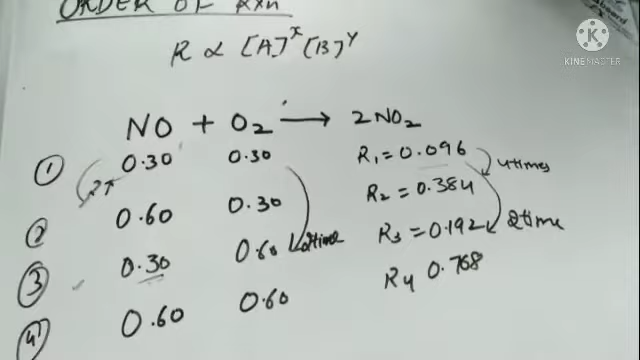 ORDER OF RXn
KINEMASTER
R ∝ [A]^x [B]^y
NO + O₂ ⟶ 2NO₂
① 0.30 0.30 R₁ = 0.096 4times
② 0.60 0.30 R₂ = 0.384
③ 0.30 0.60 2time R₃ = 0.192 2time
④ 0.60 0.60 R₄ 0.768